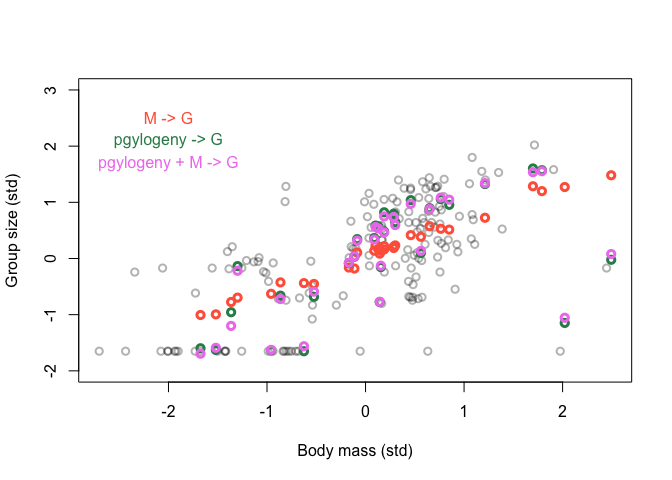 M -> G
pgylogeny -> G
pgylogeny + M -> G
Group size (std)
3
2
1
0
-1
-2
-2
-1
0
1
2
Body mass (std)